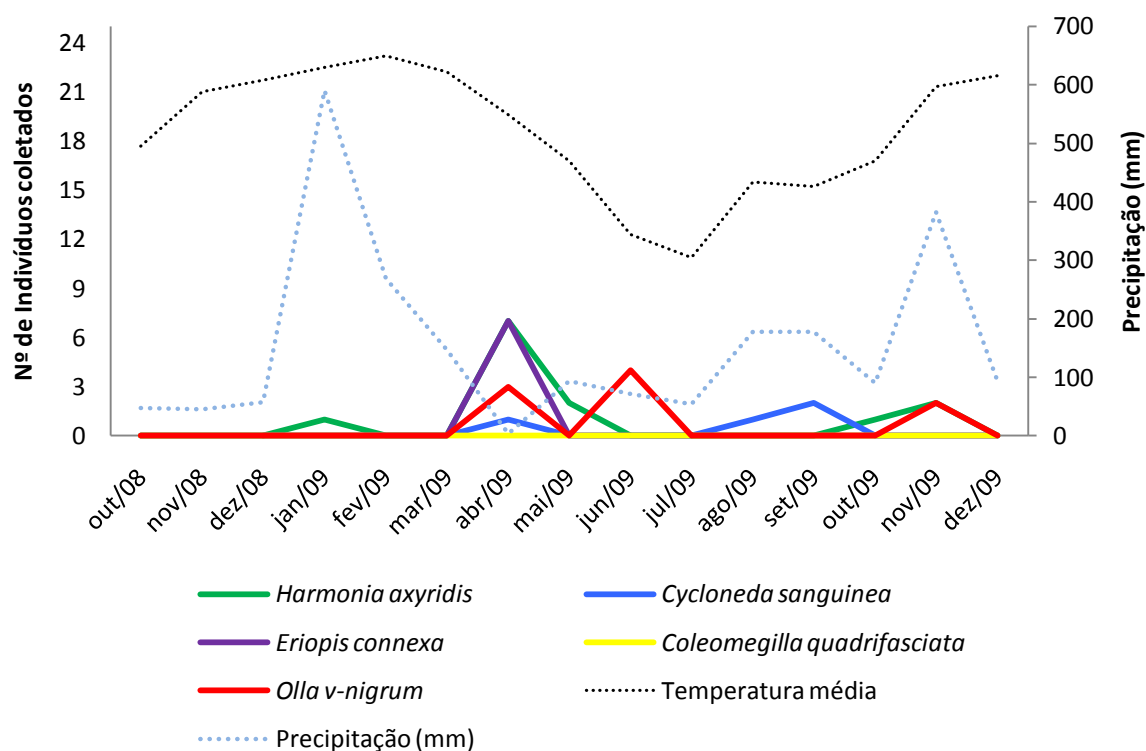 24
21
18
15
12
9
6
3
0
Nº de Indivíduos coletados
700
600
500
400
300
200
100
0
Precipitação (mm)
out/08
nov/08
dez/08
jan/09
fev/09
mar/09
abr/09
mai/09
jun/09
jul/09
ago/09
set/09
out/09
nov/09
dez/09
Harmonia axyridis
Cycloneda sanguinea
Eriopis connexa
Coleomegilla quadrifasciata
Olla v-nigrum
Temperatura média
Precipitação (mm)